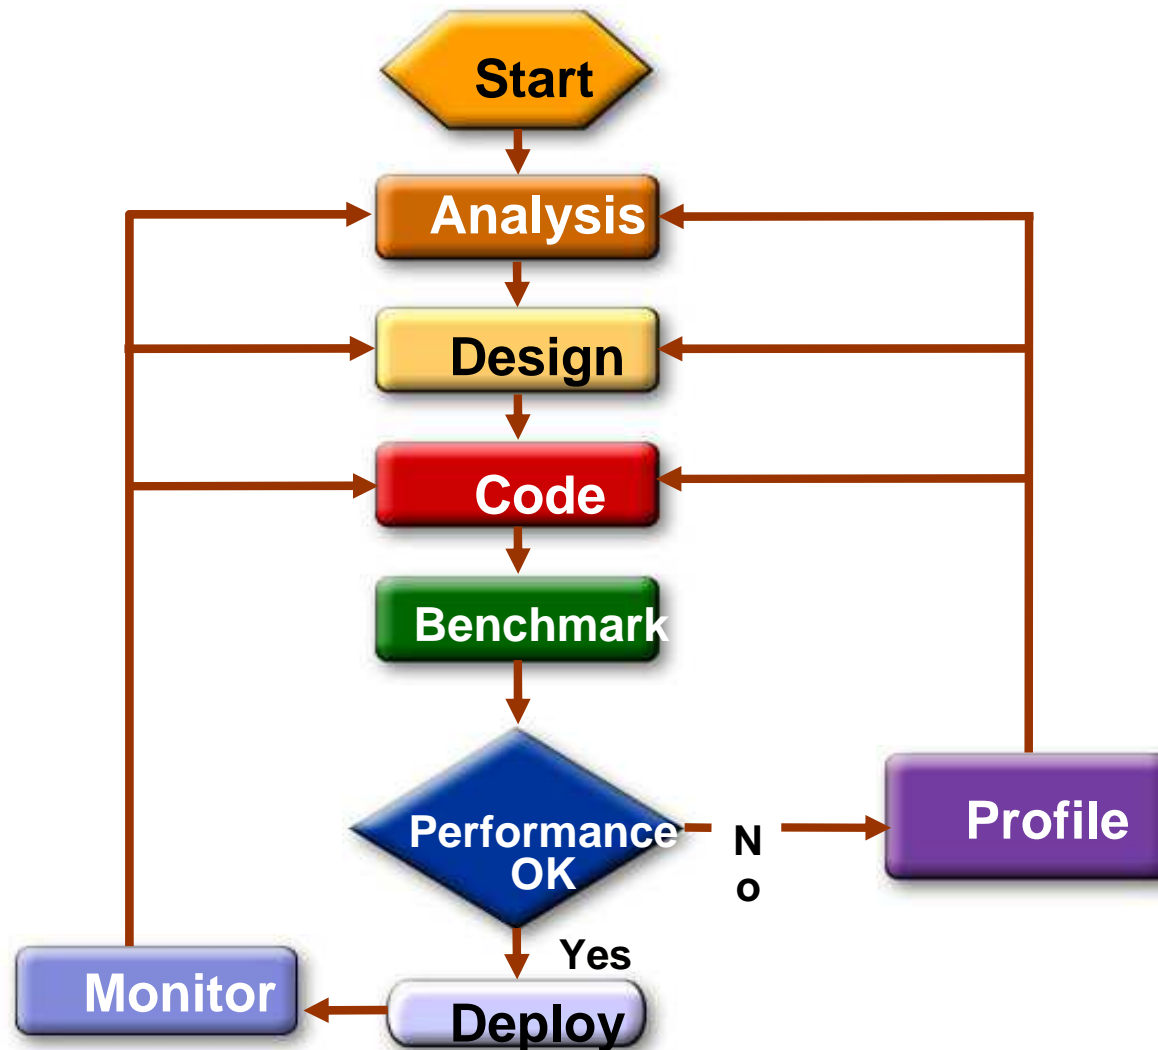 Start
Analysis
Design
Code
Benchmark
Performance
OK
N
o
Profile
Yes
Monitor
Deploy